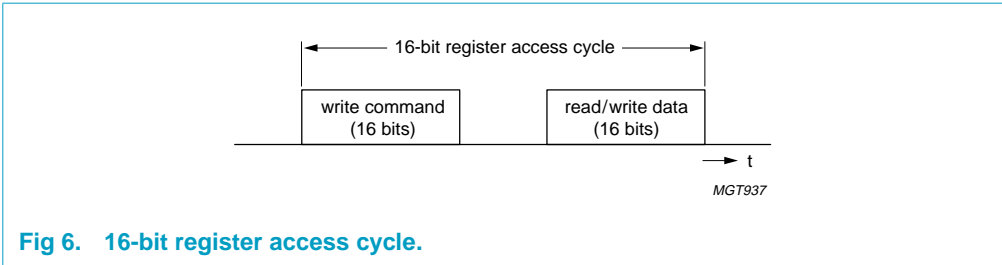 16-bit register access cycle
write command
(16 bits)
read/write data
(16 bits)
t
MGT937
Fig 6. 16-bit register access cycle.